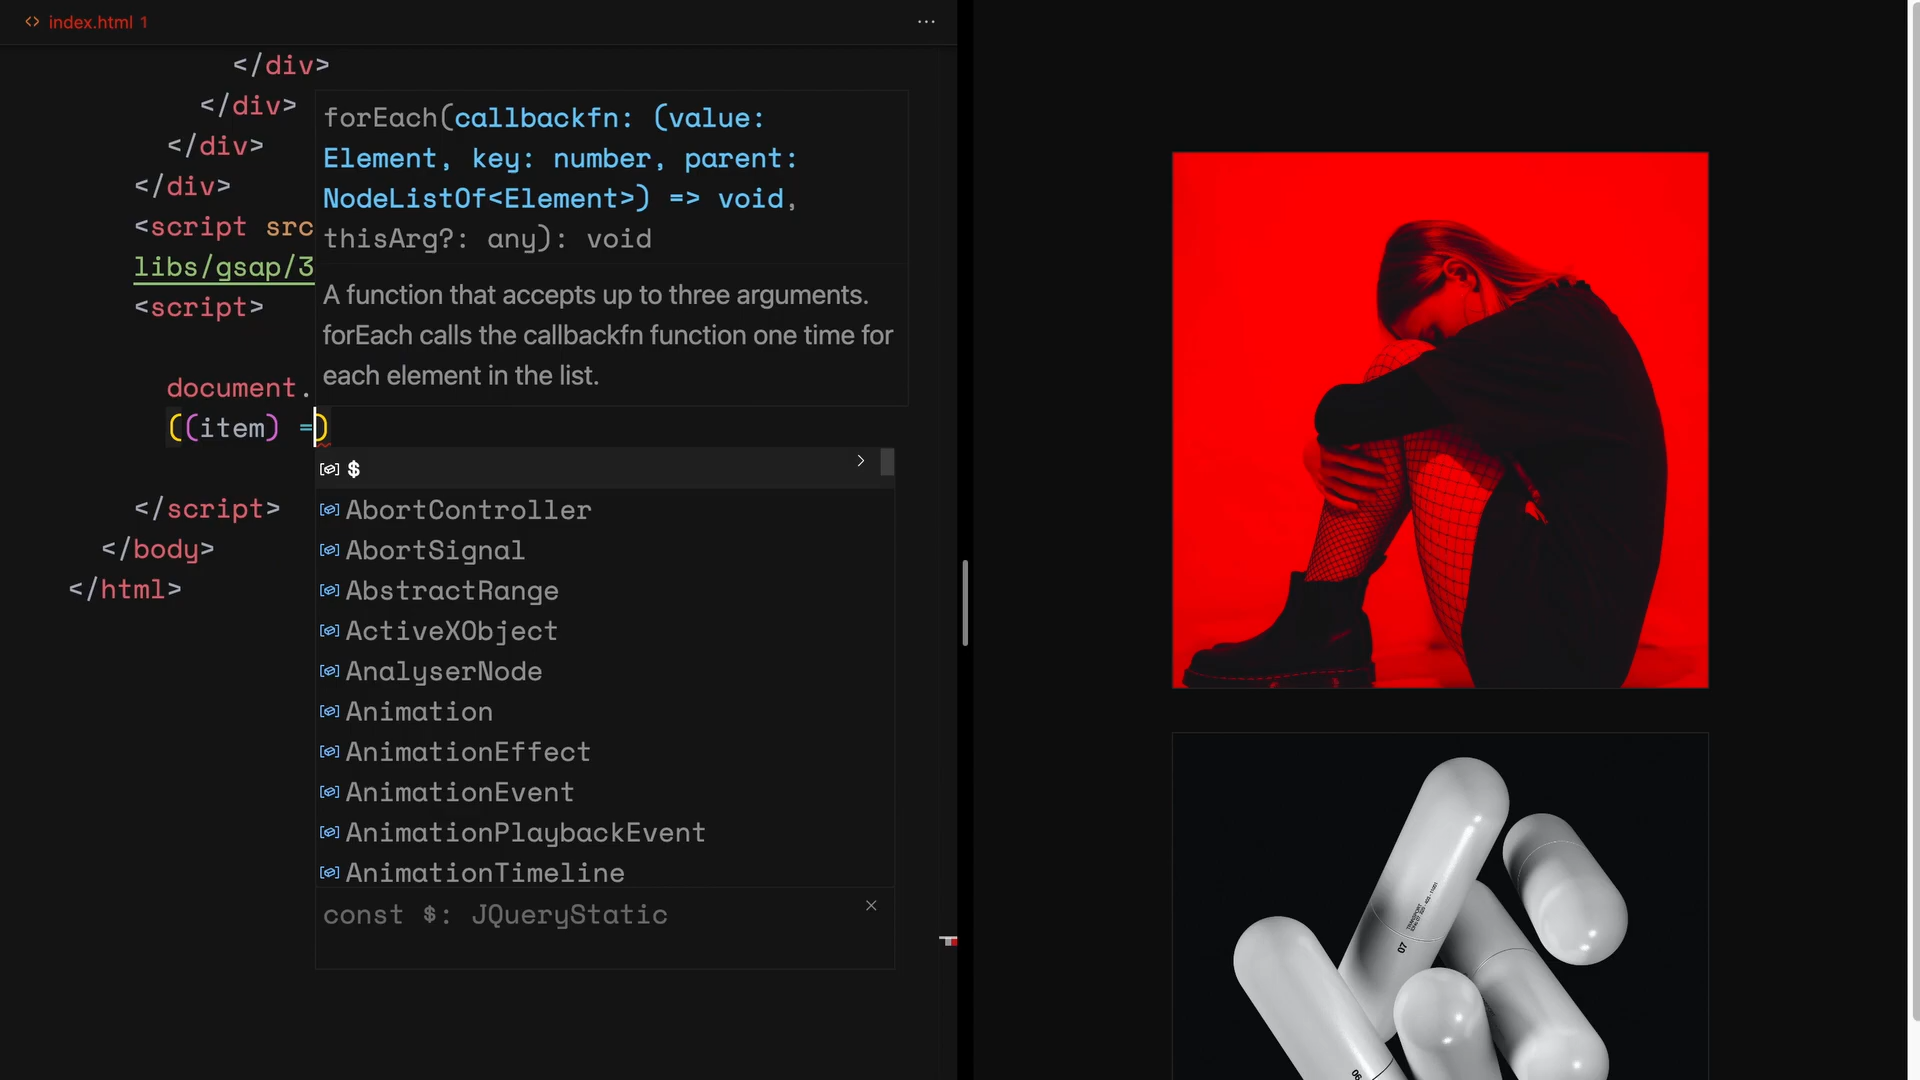 <> index.html 1
...
</div>
</div>
</div>
</div>
<script src
libs/gsap/3
<script>
document.
((item) =)
</script>
</body>
</html>
forEach(callbackfn: (value:
Element, key: number, parent:
NodeListOf<Element>) => void,
thisArg?: any): void
A function that accepts up to three arguments.
forEach calls the callbackfn function one time for
each element in the list.
$
AbortController
AbortSignal
AbstractRange
ActiveXObject
AnalyserNode
Animation
AnimationEffect
AnimationEvent
AnimationPlaybackEvent
AnimationTimeline
const $: JQueryStatic
07
06